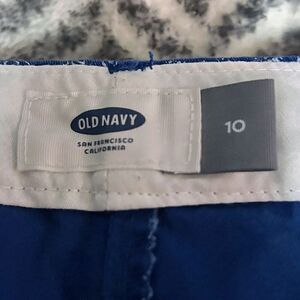 OLD NAVY
SAN FRANCISCO
CALIFORNIA
10